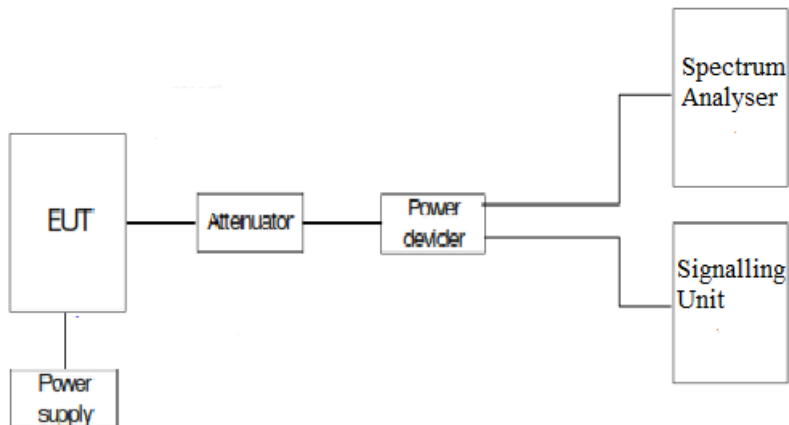 EUT
Attenuator
Power
devider
Spectrum
Analyser
Signalling
Unit
Power
supply